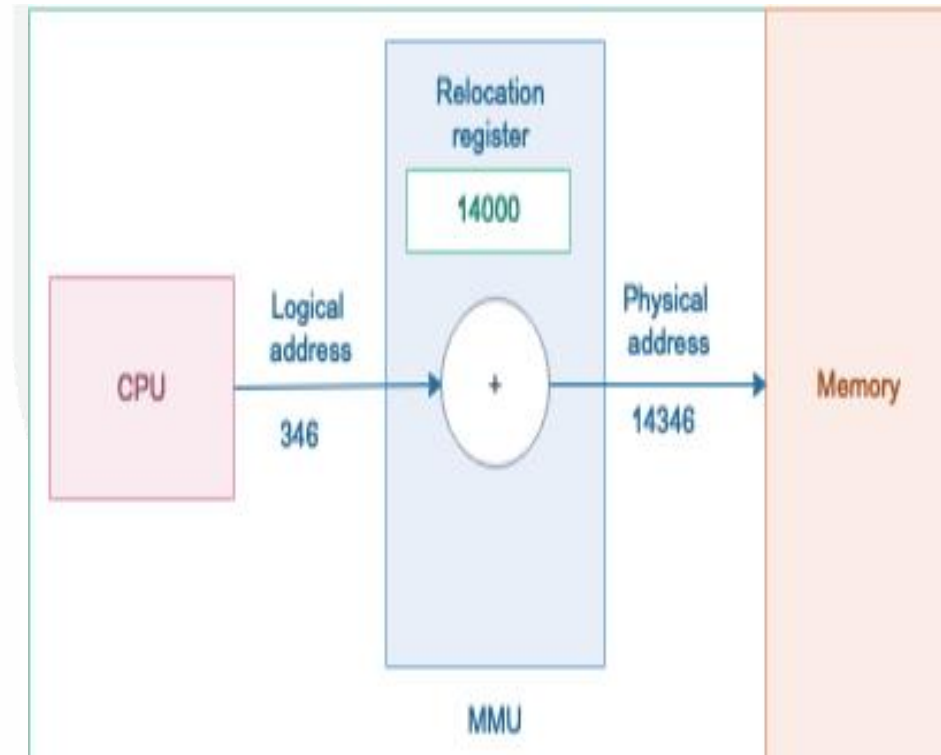 Relocation
register
14000
Logical
address
Physical
address
CPU
+
Memory
346
14346
MMU